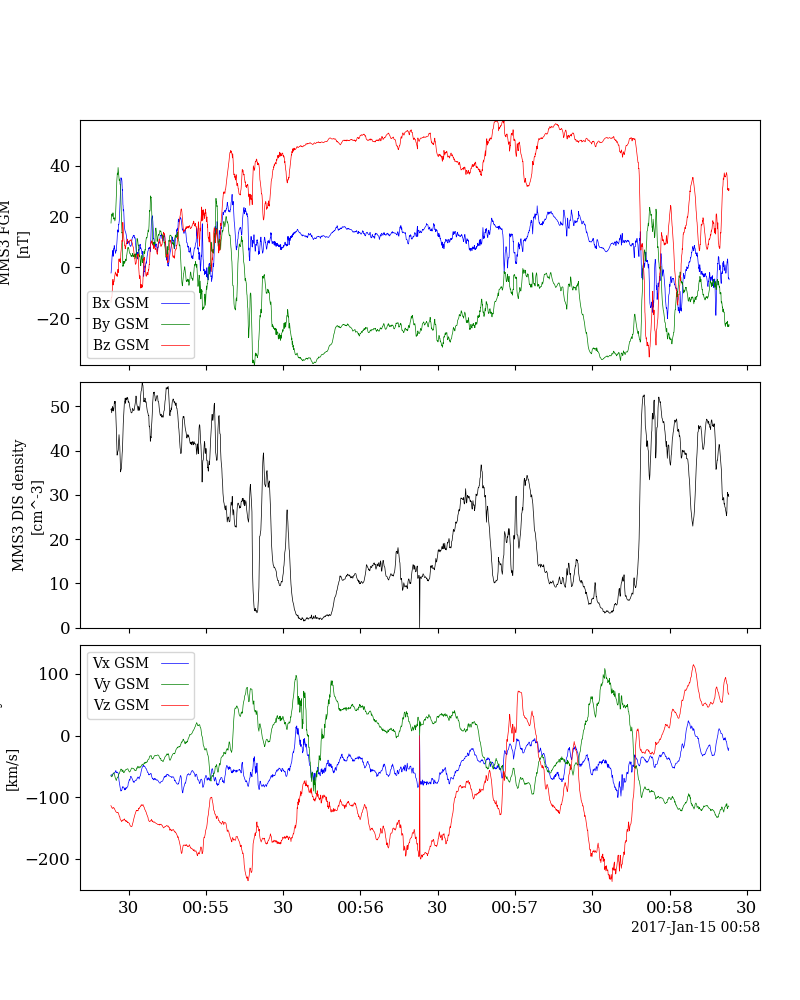 40
20
0
−20
MMS3 FGM
[nT]
Bx GSM
By GSM
Bz GSM
50
40
30
20
10
0
MMS3 DIS density
[cm^-3]
100
0
−100
−200
[km/s]
Vx GSM
Vy GSM
Vz GSM
30 00:55 30 00:56 30 00:57 30 00:58 30
2017-Jan-15 00:58